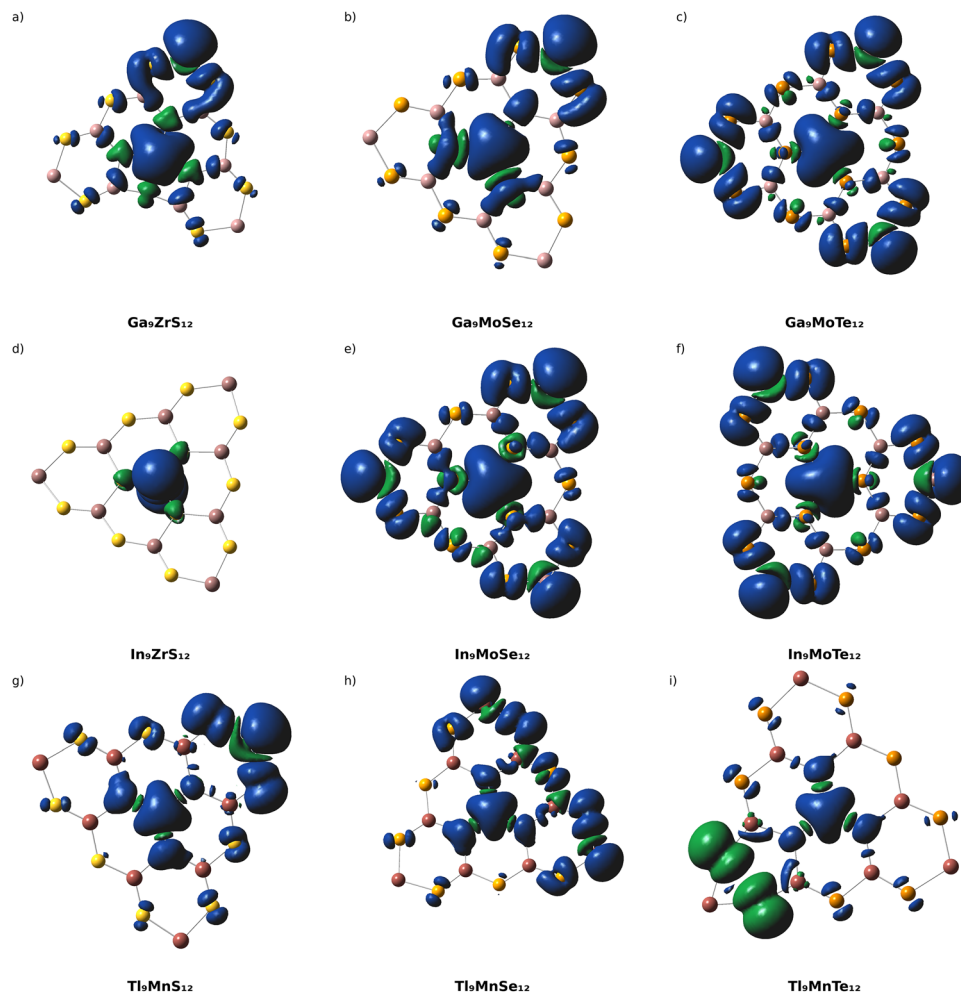 a) b) c)
Ga₉ZrS₁₂ Ga₉MoSe₁₂ Ga₉MoTe₁₂
d) e) f)
In₉ZrS₁₂ In₉MoSe₁₂ In₉MoTe₁₂
g) h) i)
Tl₉MnS₁₂ Tl₉MnSe₁₂ Tl₉MnTe₁₂